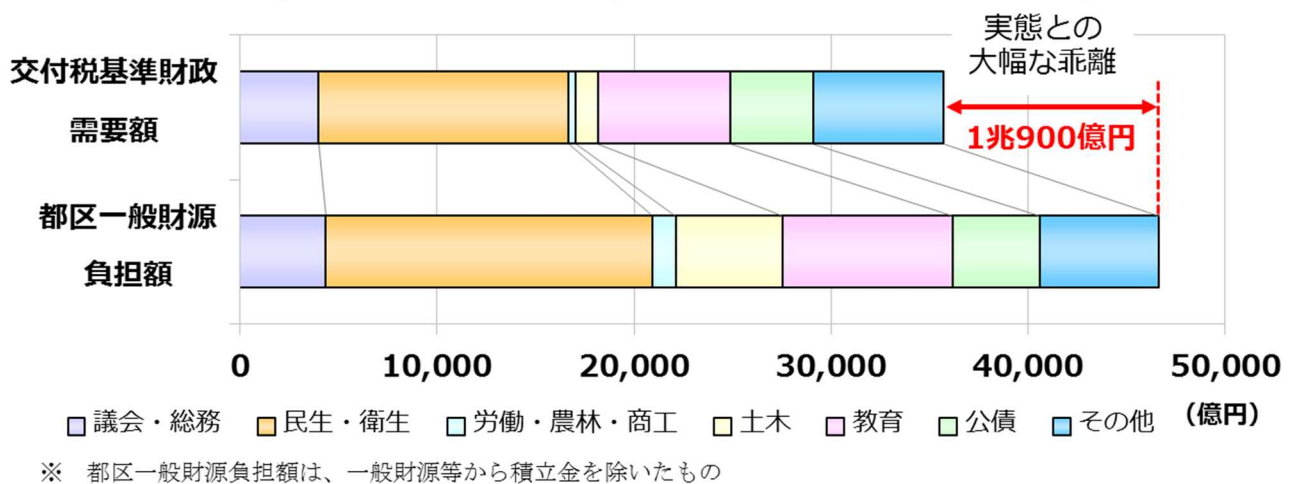 実態との
大幅な乖離
交付税基準財政
需要額
1兆900億円
都区一般財源
負担額
0 10,000 20,000 30,000 40,000 50,000
議会・総務 民生・衛生 労働・農林・商工 土木 教育 公債 その他 (億円)
※ 都区一般財源負担額は、一般財源等から積立金を除いたもの